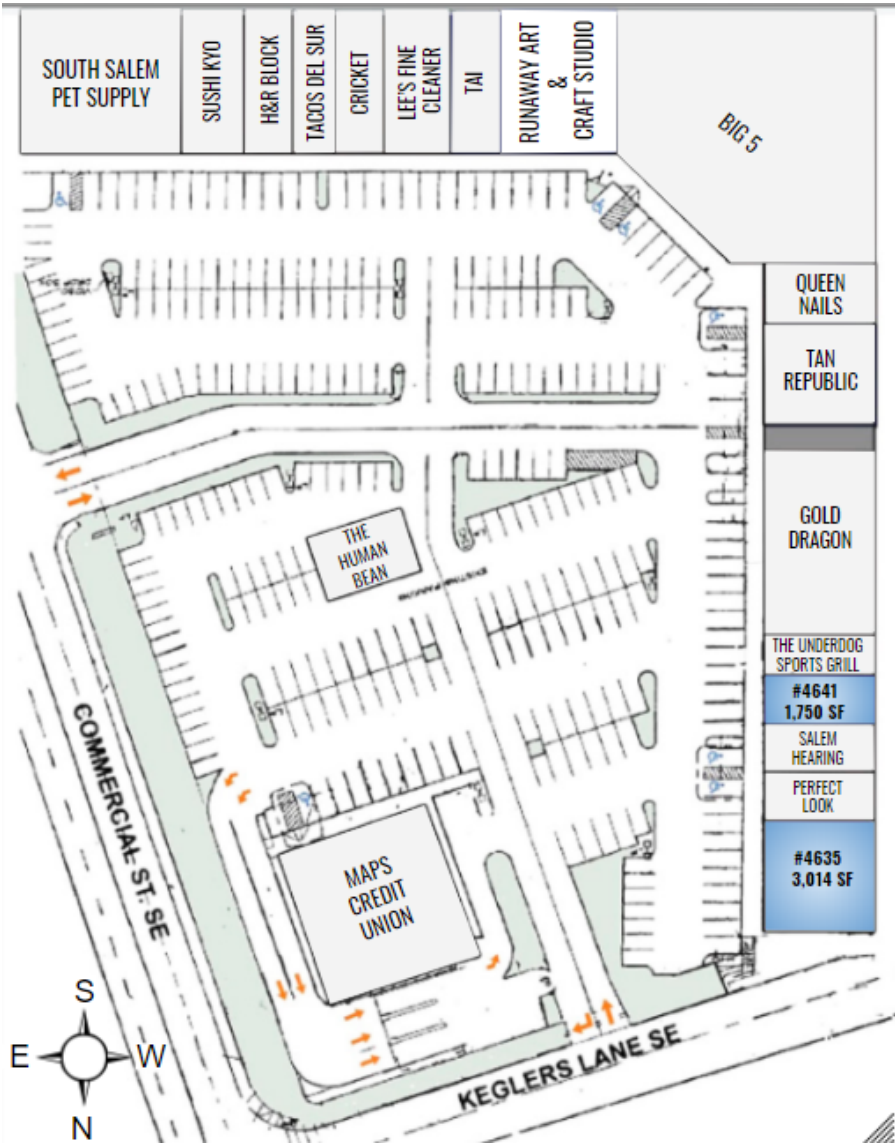 SOUTH SALEM
PET SUPPLY
SUSHI KYO
H&R BLOCK
TACOS DEL SUR
CRICKET
LEE'S FINE
CLEANER
TAI
RUNAWAY ART
&
CRAFT STUDIO
BIG 5
QUEEN
NAILS
TAN
REPUBLIC
GOLD
DRAGON
THE
HUMAN
BEAN
EXISTING PARKING
THE UNDERDOG
SPORTS GRILL
#4641
1,750 SF
SALEM
HEARING
PERFECT
LOOK
#4635
3,014 SF
COMMERCIAL ST. SE
MAPS
CREDIT
UNION
S
E
W
N
KEGLERS LANE SE